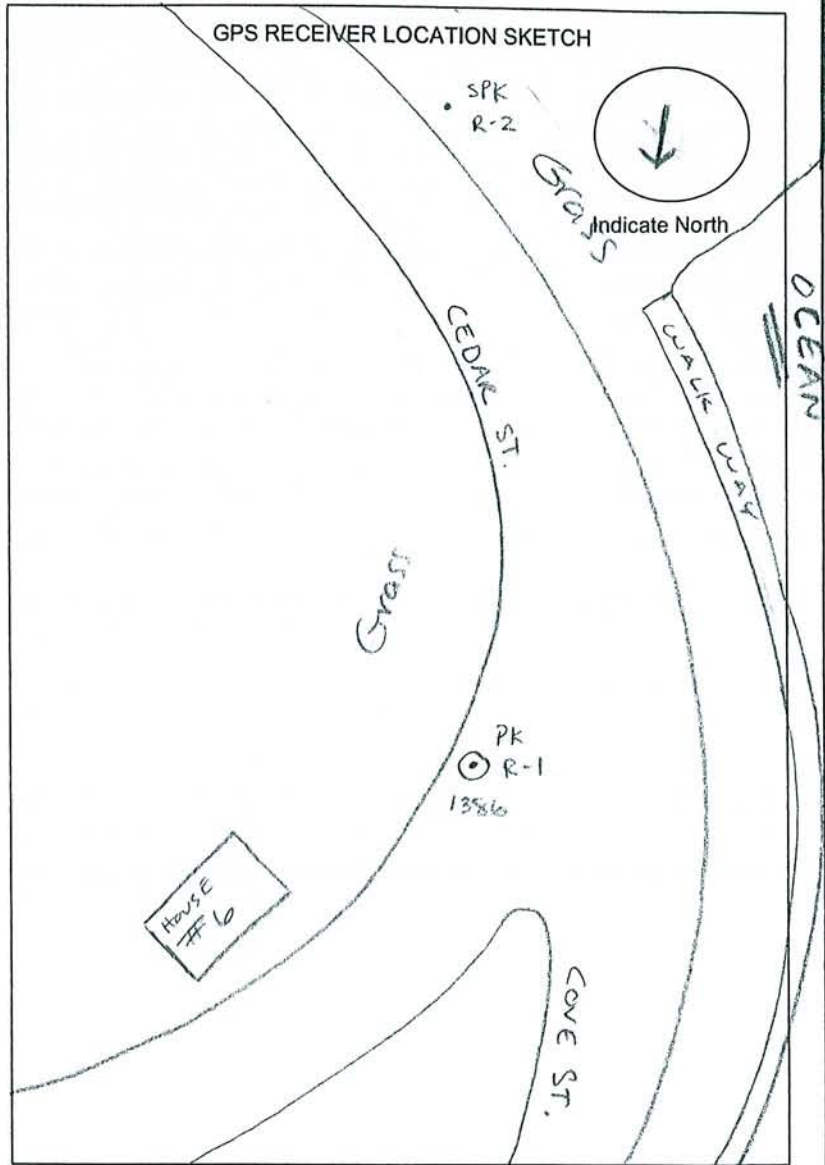 GPS RECEIVER LOCATION SKETCH
SPK
R-2
Grass
Indicate North
OCEAN
CEDAR ST.
WALK WAY
Grass
PK
R-1
1386
HOUSE
#6
COVE ST.